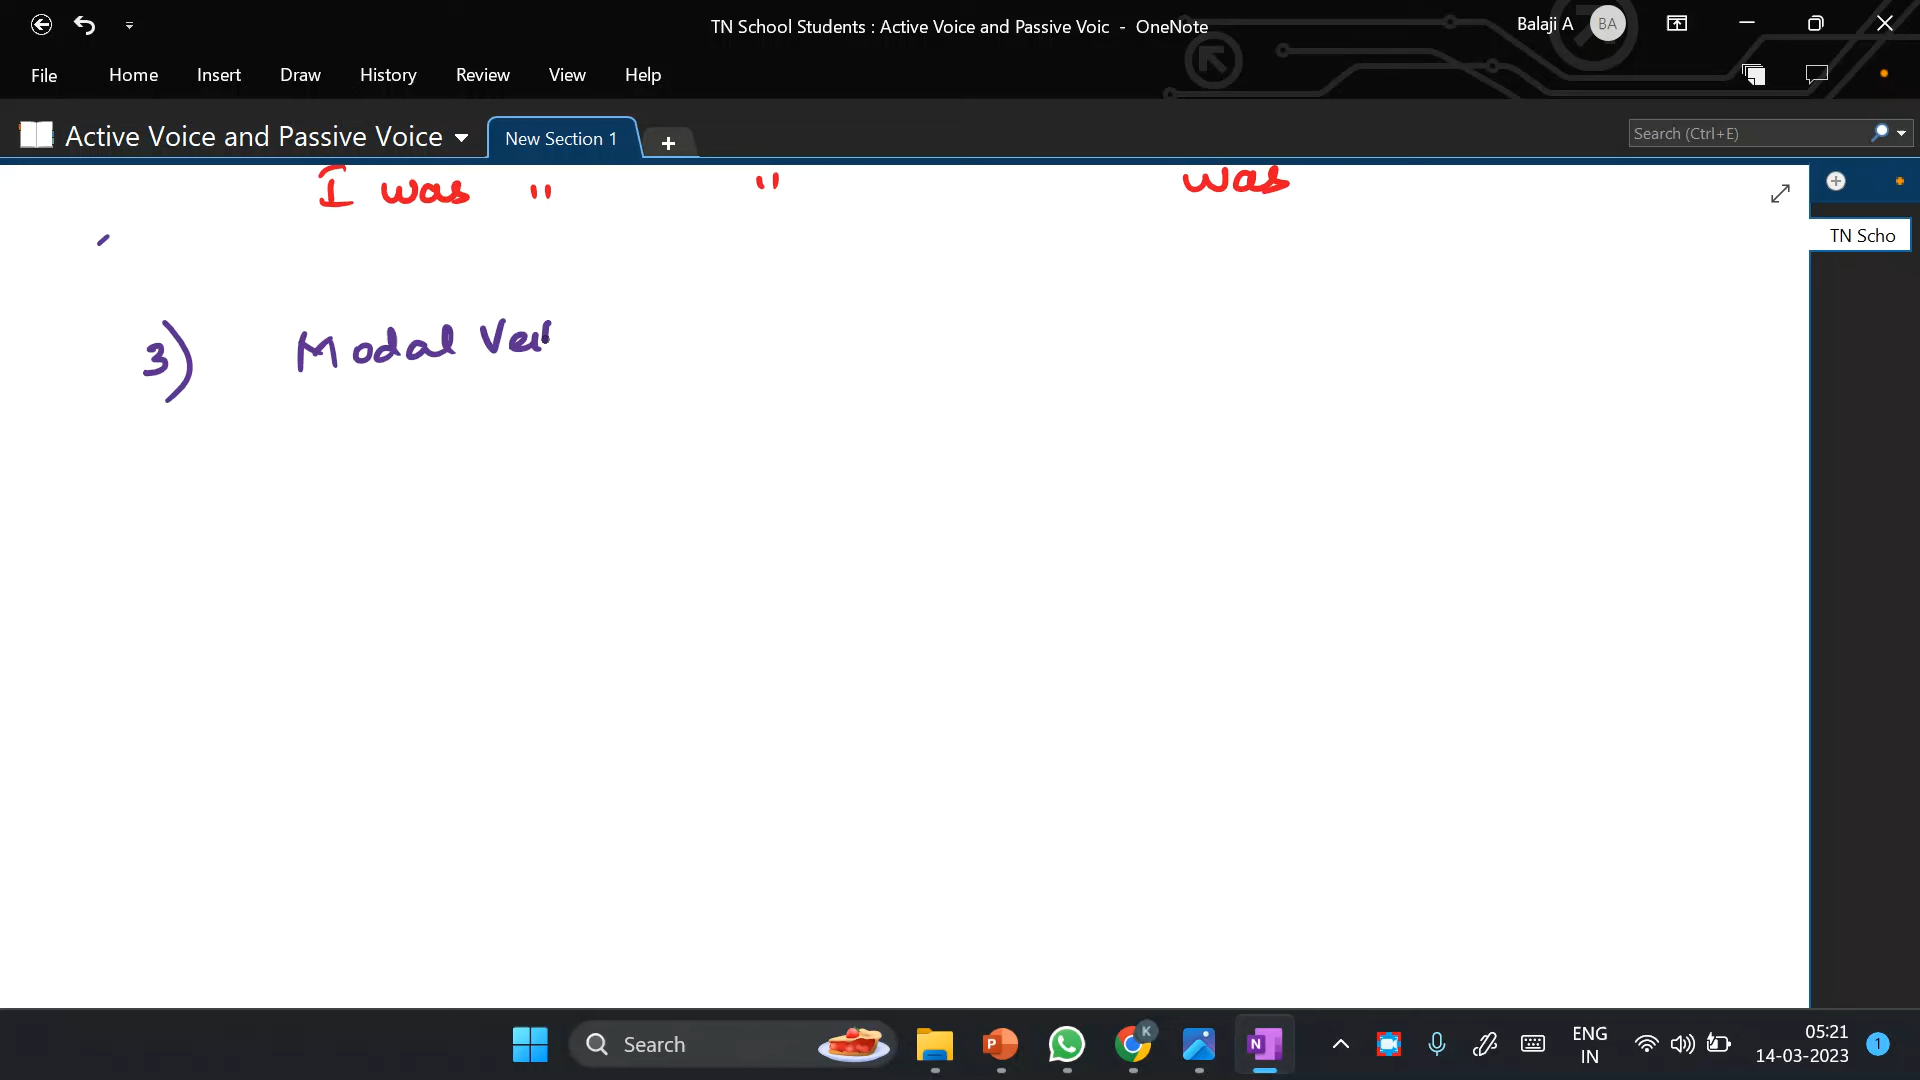 TN School Students : Active Voice and Passive Voic - OneNote
Balaji A
BA
File Home Insert Draw History Review View Help
Active Voice and Passive Voice
New Section 1
+
Search (Ctrl+E)
I was " " was
TN Scho
3) Modal Ver
Search
P
K
N
ENG
IN
05:21
14-03-2023
1